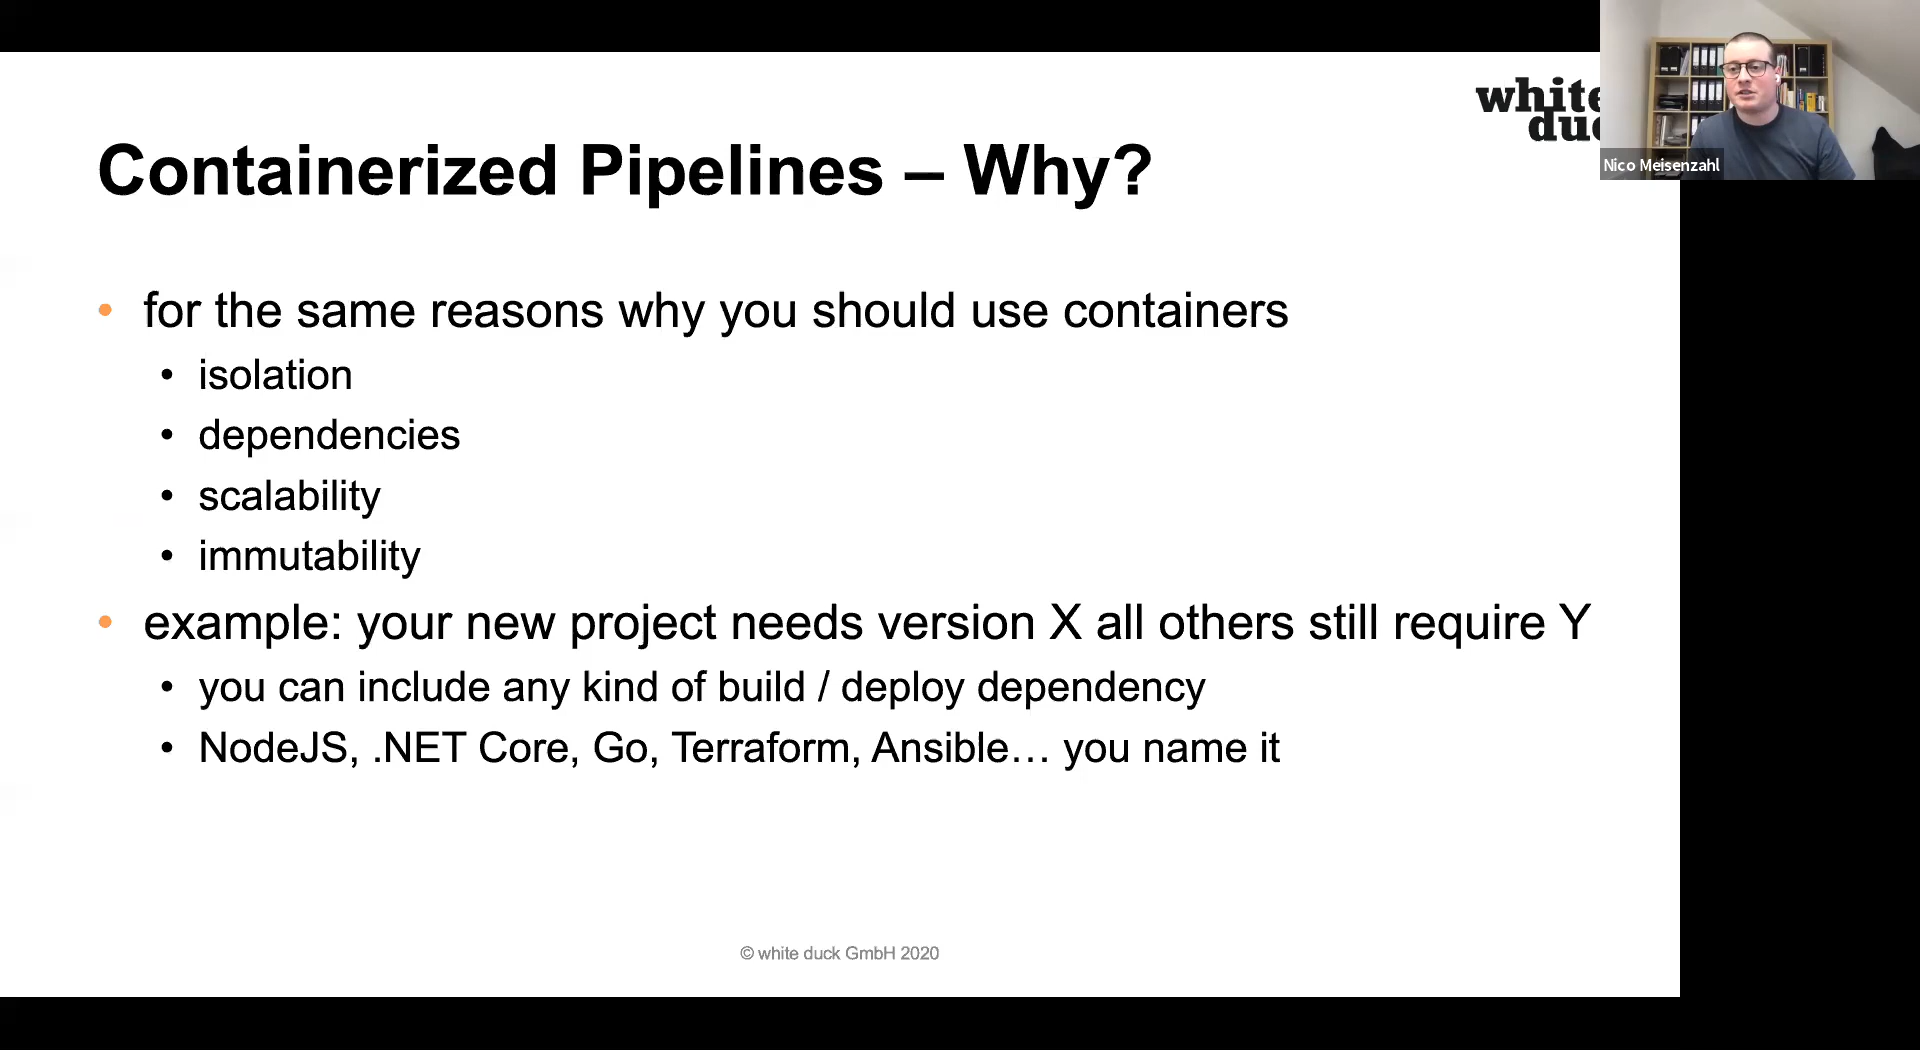 Containerized Pipelines – Why?
• for the same reasons why you should use containers
• isolation
• dependencies
• scalability
• immutability
• example: your new project needs version X all others still require Y
• you can include any kind of build / deploy dependency
• NodeJS, .NET Core, Go, Terraform, Ansible… you name it
© white duck GmbH 2020
white
Nico Meisenzahl